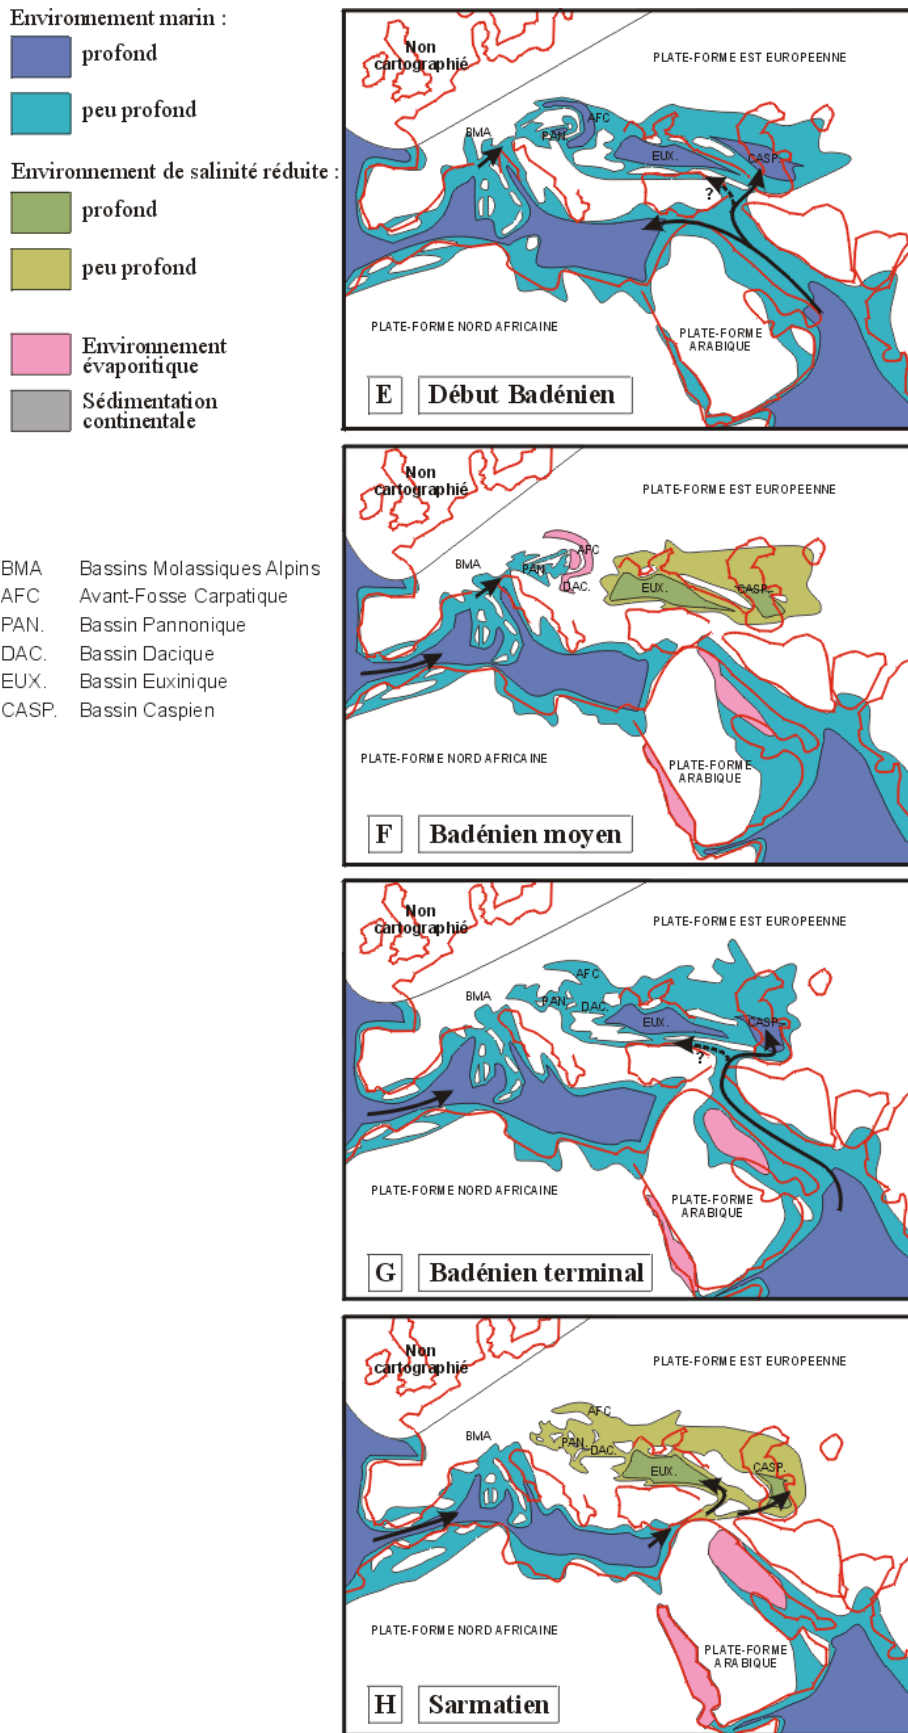 Environnement marin :
profond
peu profond
Environnement de salinité réduite :
profond
peu profond
Environnement
évaporitique
Sédimentation
continentale
BMA Bassins Molassiques Alpins
AFC Avant-Fosse Carpatique
PAN. Bassin Pannonique
DAC. Bassin Dacique
EUX. Bassin Euxinique
CASP. Bassin Caspien
Non
cartographié
PLATE-FORME EST EUROPEENNE
AFC
BMA
PAN.
EUX.
CASP.
?
PLATE-FORME NORD AFRICAINE
PLATE-FORME
ARABIQUE
E Début Badénien
Non
cartographié
PLATE-FORME EST EUROPEENNE
AFC
BMA
PAN.
DAC.
EUX.
CASP.
PLATE-FORME NORD AFRICAINE
PLATE-FORME
ARABIQUE
F Badénien moyen
Non
cartographié
PLATE-FORME EST EUROPEENNE
AFC
BMA
PAN.
DAC.
EUX.
CASP.
?
PLATE-FORME NORD AFRICAINE
PLATE-FORME
ARABIQUE
G Badénien terminal
Non
cartographié
PLATE-FORME EST EUROPEENNE
AFC
BMA
PAN.
DAC.
EUX.
CASP.
PLATE-FORME NORD AFRICAINE
PLATE-FORME
ARABIQUE
H Sarmatien